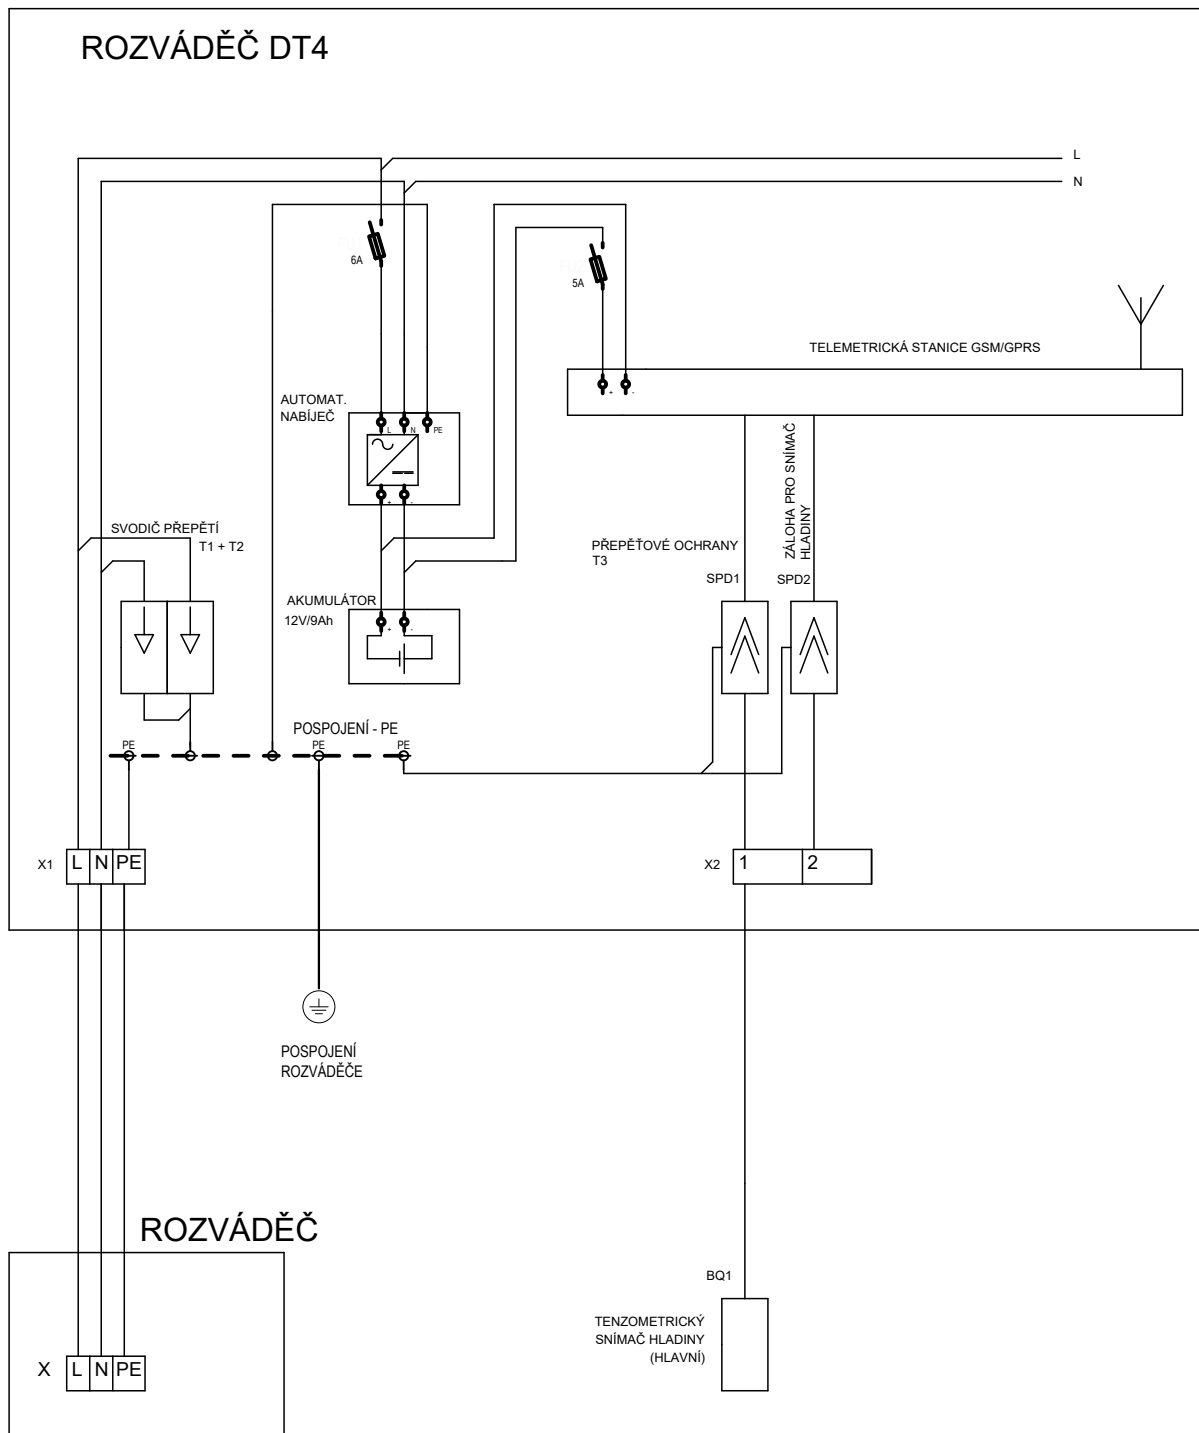 ROZVÁDĚČ DT4
L
N
6A
5A
TELEMETRICKÁ STANICE GSM/GPRS
+
-
AUTOMAT.
NABÍJEČ
L
N
PE
+
-
ZÁLOHA PRO SNÍMAČ
HLADINY
SVODIČ PŘEPĚTÍ
T1 + T2
PŘEPĚŤOVÉ OCHRANY
T3
SPD1
SPD2
AKUMULÁTOR
12V/9Ah
+
-
POSPOJENÍ - PE
PE
PE
PE
X1
L
N
PE
X2
1
2
POSPOJENÍ
ROZVÁDĚČE
ROZVÁDĚČ
BQ1
TENZOMETRICKÝ
SNÍMAČ HLADINY
(HLAVNÍ)
X
L
N
PE